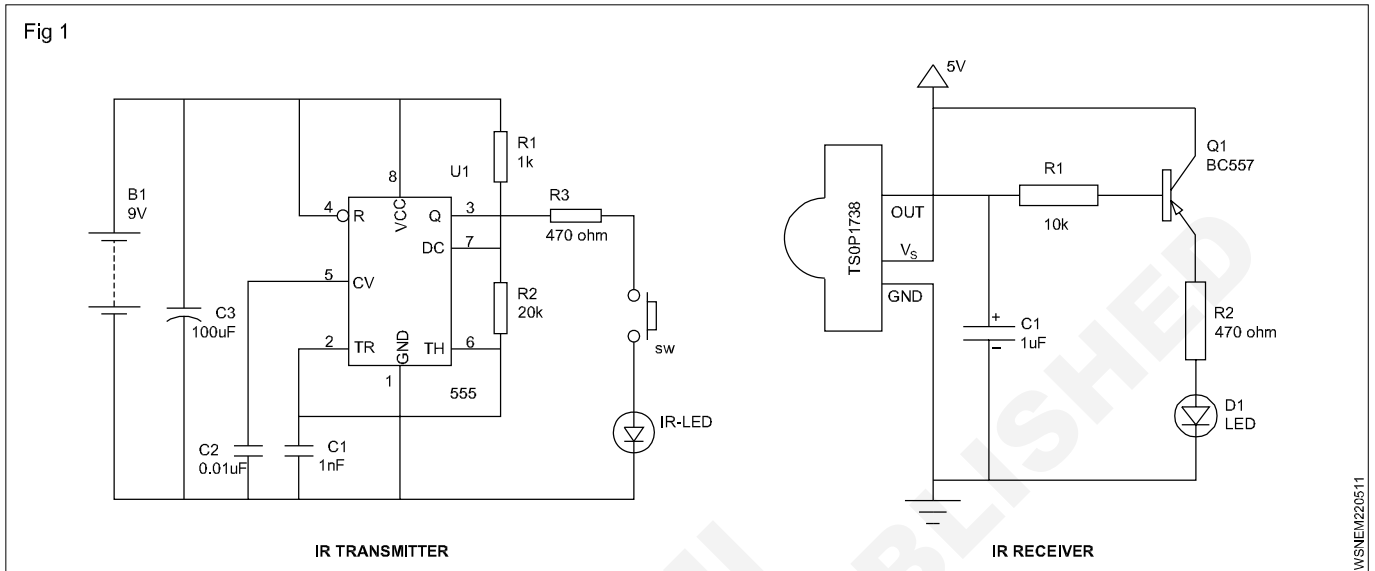 Fig 1
B1
9V
C3
100uF
C2
0.01uF
C1
1nF
4
R
8
VCC
U1
Q
3
DC
7
5
CV
2
TR
GND
1
TH
6
555
R1
1k
R2
20k
R3
470 ohm
sw
IR-LED
IR TRANSMITTER
5V
TS0P1738
OUT
VS
GND
R1
10k
C1
1uF
+
–
Q1
BC557
R2
470 ohm
D1
LED
IR RECEIVER
WSNEM220511
BLISHED